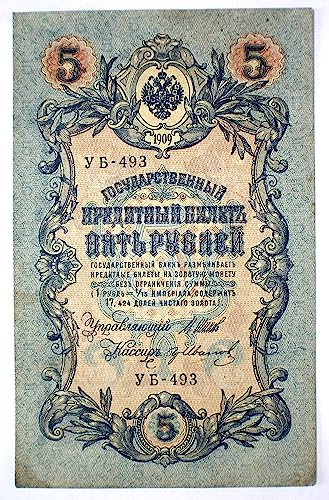 5 5
1909
УБ-493
ГОСУДАРСТВЕННЫЙ
КРЕДИТНЫЙ БИЛЕТЪ
ПЯТЬ РУБЛЕЙ
ГОСУДАРСТВЕННЫЙ БАНКЪ РАЗМѢНИВАЕТЪ
КРЕДИТНЫЕ БИЛЕТЫ НА ЗОЛОТУЮ МОНЕТУ
БЕЗЪ ОГРАНИЧЕНІЯ СУММЫ
(1 РУБЛЬ = 1/15 ИМПЕРІАЛА, СОДЕРЖИТЪ
17,424 ДОЛЕЙ ЧИСТАГО ЗОЛОТА).
Управляющій
Кассиръ
УБ-493
5